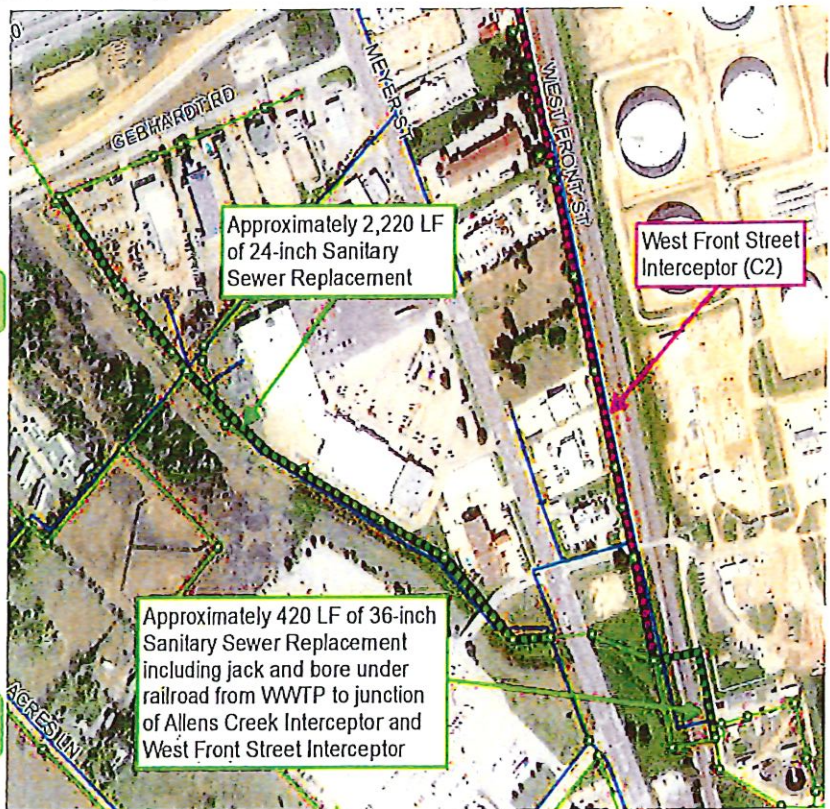 GEBHARDT RD
MEYER ST
WEST FRONT ST
Approximately 2,220 LF
of 24-inch Sanitary
Sewer Replacement
West Front Street
Interceptor (C2)
Approximately 420 LF of 36-inch
Sanitary Sewer Replacement
including jack and bore under
railroad from WWTP to junction
of Allens Creek Interceptor and
West Front Street Interceptor
ACRES LN